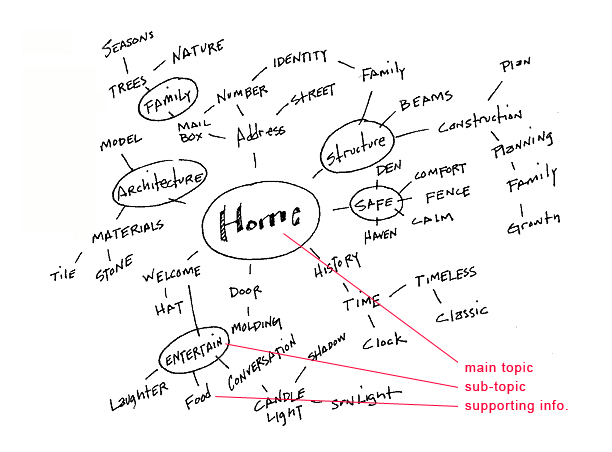 SEASONS
NATURE
TREES
FAMILY
MAIL
BOX
NUMBER
IDENTITY
FAMILY
STREET
Address
BEAMS
Plan
Construction
Structure
Planning
Family
Growth
MODEL
ARCHITECTURE
MATERIALS
TILE
STONE
Home
DEN
COMFORT
SAFE
FENCE
CALM
HAVEN
WELCOME
HAT
DOOR
MOLDING
HISTORY
TIME
TIMELESS
Classic
Clock
ENTERTAIN
LaughTER
Food
CONVERSATION
CANDLE
LighT
SHADOW
SunLight
main topic
sub-topic
supporting info.